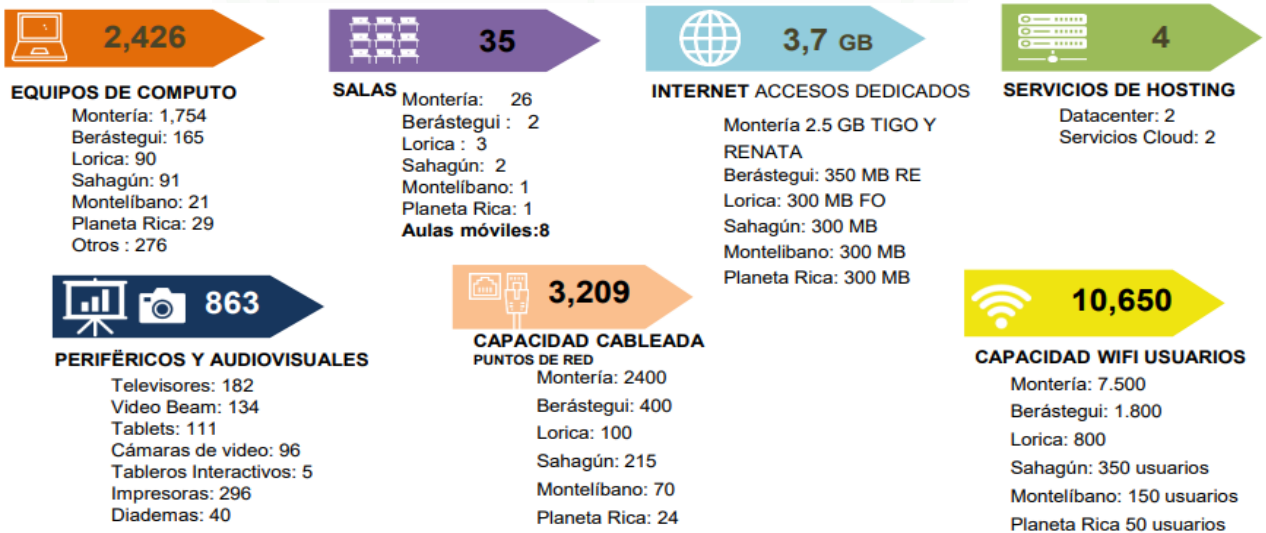 2,426
EQUIPOS DE COMPUTO
Montería: 1,754
Berástegui: 165
Lorica: 90
Sahagún: 91
Montelíbano: 21
Planeta Rica: 29
Otros : 276
35
SALAS
Montería: 26
Berástegui : 2
Lorica : 3
Sahagún: 2
Montelíbano: 1
Planeta Rica: 1
Aulas móviles:8
3,7 GB
INTERNET ACCESOS DEDICADOS
Montería 2.5 GB TIGO Y
RENATA
Berástegui: 350 MB RE
Lorica: 300 MB FO
Sahagún: 300 MB
Montelibano: 300 MB
Planeta Rica: 300 MB
4
SERVICIOS DE HOSTING
Datacenter: 2
Servicios Cloud: 2
863
PERIFËRICOS Y AUDIOVISUALES
Televisores: 182
Video Beam: 134
Tablets: 111
Cámaras de video: 96
Tableros Interactivos: 5
Impresoras: 296
Diademas: 40
3,209
CAPACIDAD CABLEADA
PUNTOS DE RED
Montería: 2400
Berástegui: 400
Lorica: 100
Sahagún: 215
Montelíbano: 70
Planeta Rica: 24
10,650
CAPACIDAD WIFI USUARIOS
Montería: 7.500
Berástegui: 1.800
Lorica: 800
Sahagún: 350 usuarios
Montelíbano: 150 usuarios
Planeta Rica 50 usuarios